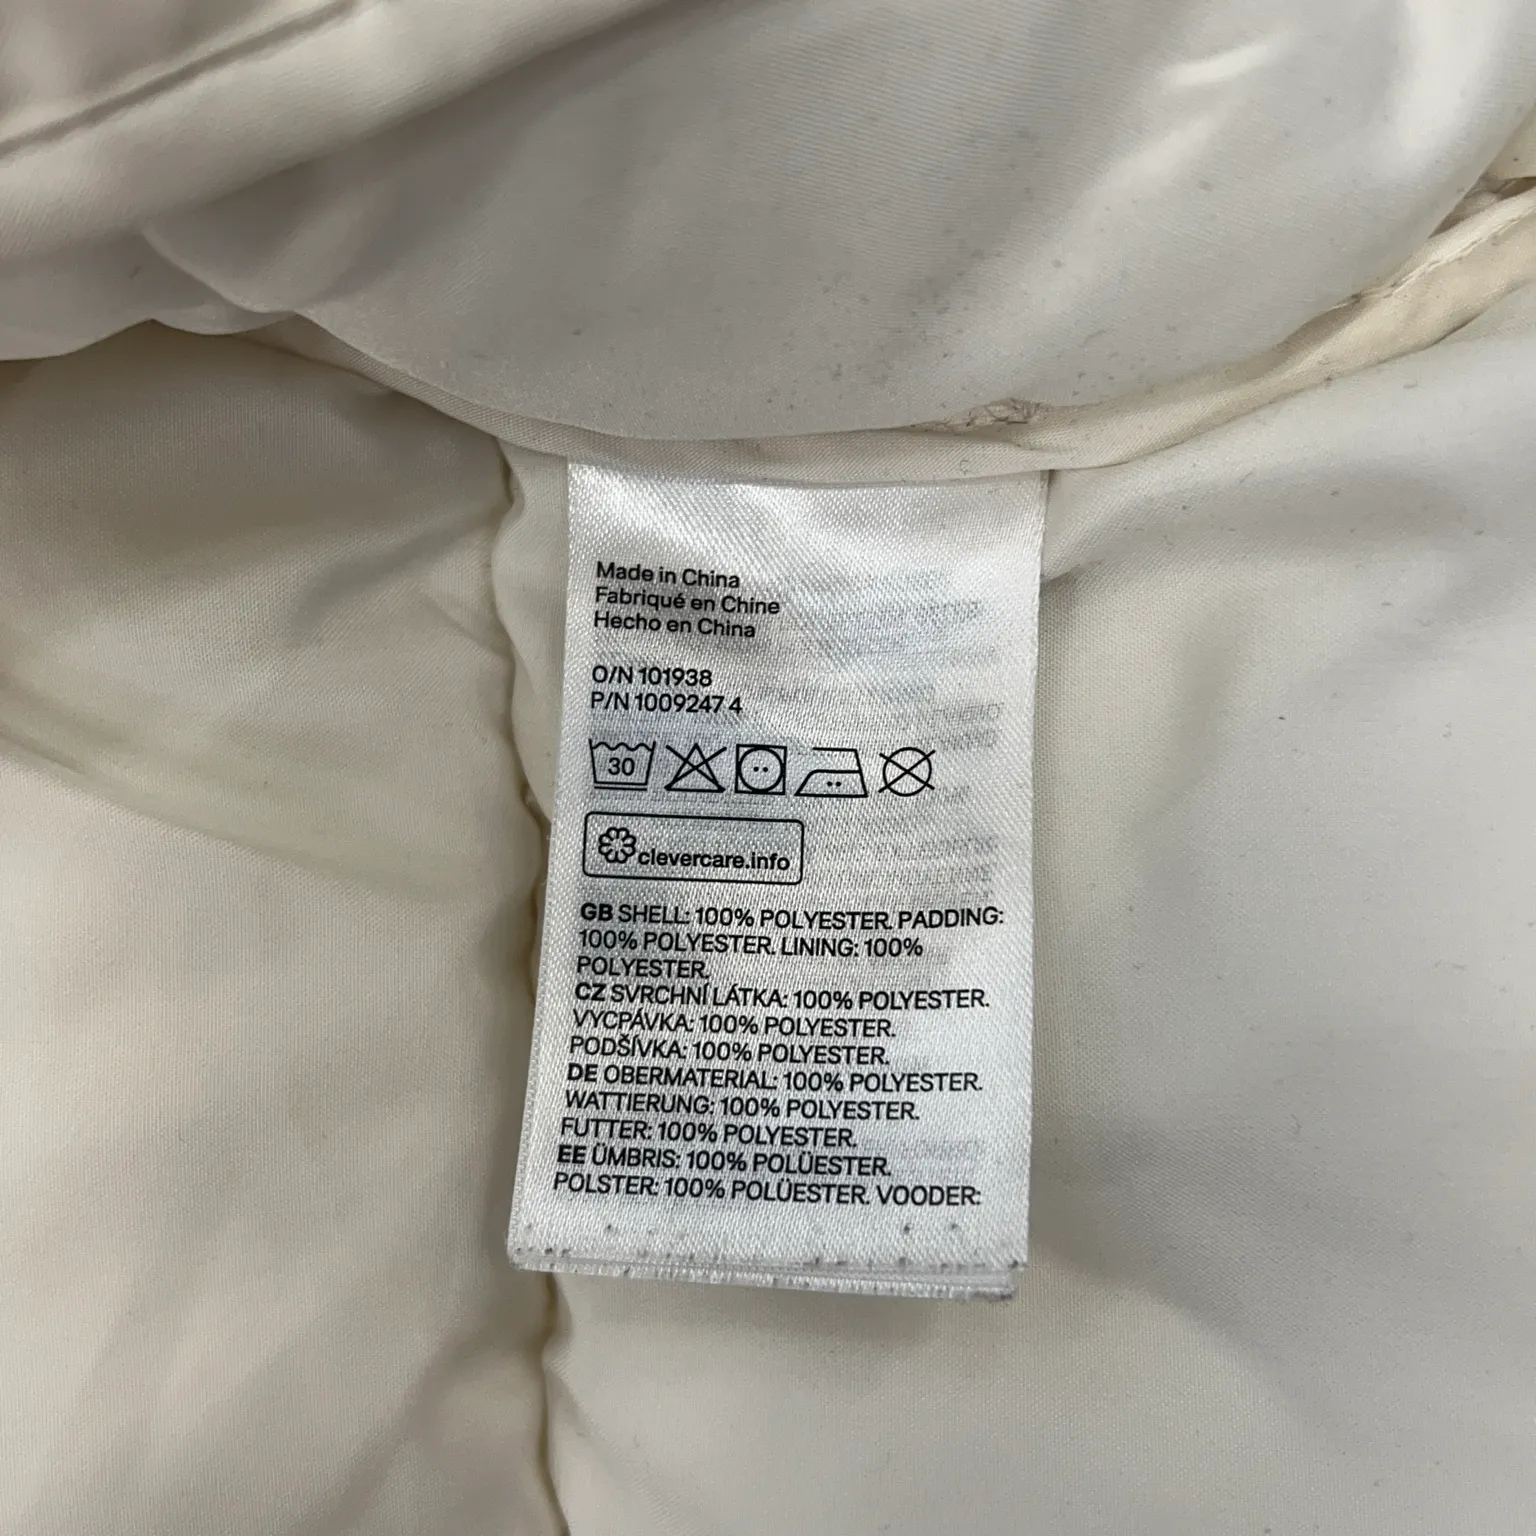 Made in China
Fabriqué en Chine
Hecho en China
O/N 101938
P/N 1009247 4
30
clevercare.info
GB SHELL: 100% POLYESTER. PADDING:
100% POLYESTER. LINING: 100%
POLYESTER.
CZ SVRCHNÍ LÁTKA: 100% POLYESTER.
VYCPÁVKA: 100% POLYESTER.
PODŠÍVKA: 100% POLYESTER.
DE OBERMATERIAL: 100% POLYESTER.
WATTIERUNG: 100% POLYESTER.
FUTTER: 100% POLYESTER.
EE ÜMBRIS: 100% POLÜESTER.
POLSTER: 100% POLÜESTER. VOODER: